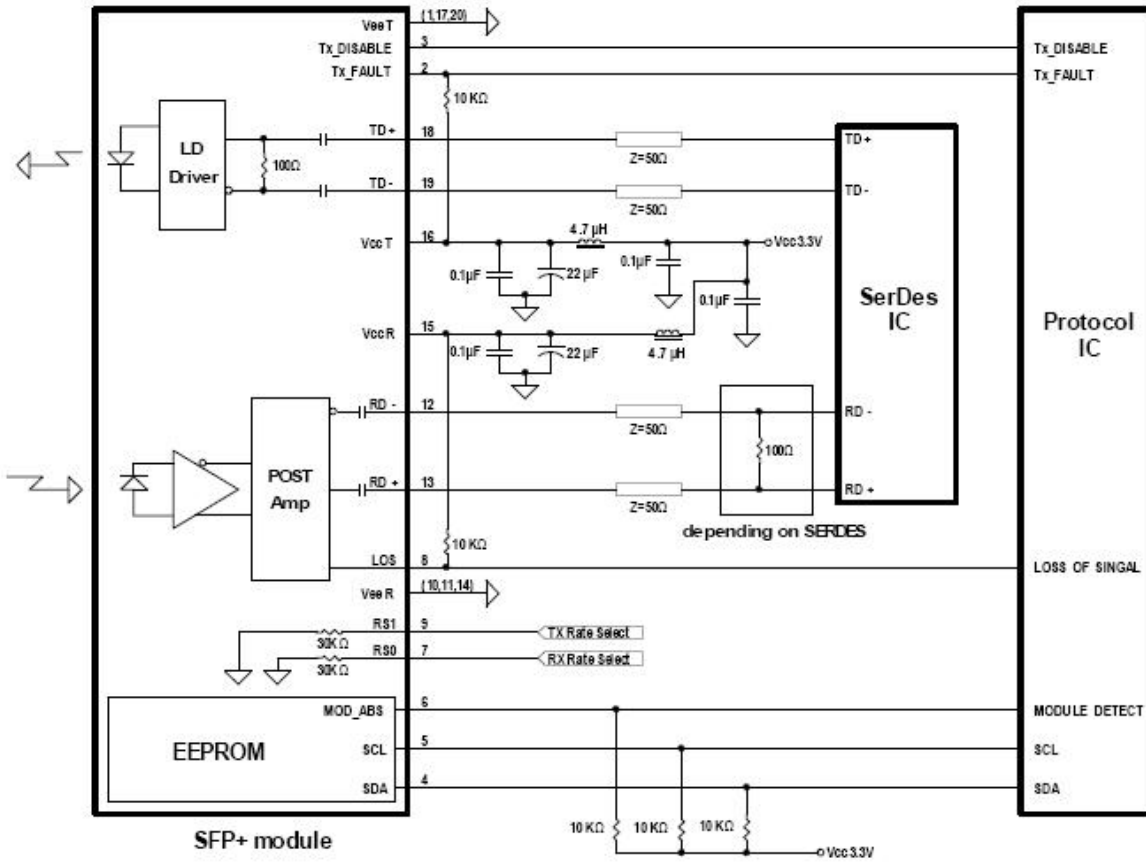 VeeT
(1,17,20)
Tx_DISABLE
3
Tx_DISABLE
Tx_FAULT
2
Tx_FAULT
10 KΩ
LD
Driver
100Ω
TD+
18
Z=50Ω
TD+
TD -
19
Z=50Ω
TD -
VccT
16
4.7 µH
Vcc3.3V
0.1µF
22 µF
0.1µF
0.1µF
SerDes
IC
Protocol
IC
VccR
15
0.1µF
22 µF
4.7 µH
RD -
12
Z=50Ω
RD -
POST
Amp
100Ω
RD +
13
Z=50Ω
RD +
depending on SERDES
10 KΩ
LOS
8
LOSS OF SINGAL
VeeR
(10,11,14)
RS1
9
TX Rate Select
30KΩ
RS0
7
RX Rate Select
30KΩ
MOD_ABS
6
MODULE DETECT
EEPROM
SCL
5
SCL
SDA
4
SDA
10 KΩ
10 KΩ
10 KΩ
Vcc3.3V
SFP+ module